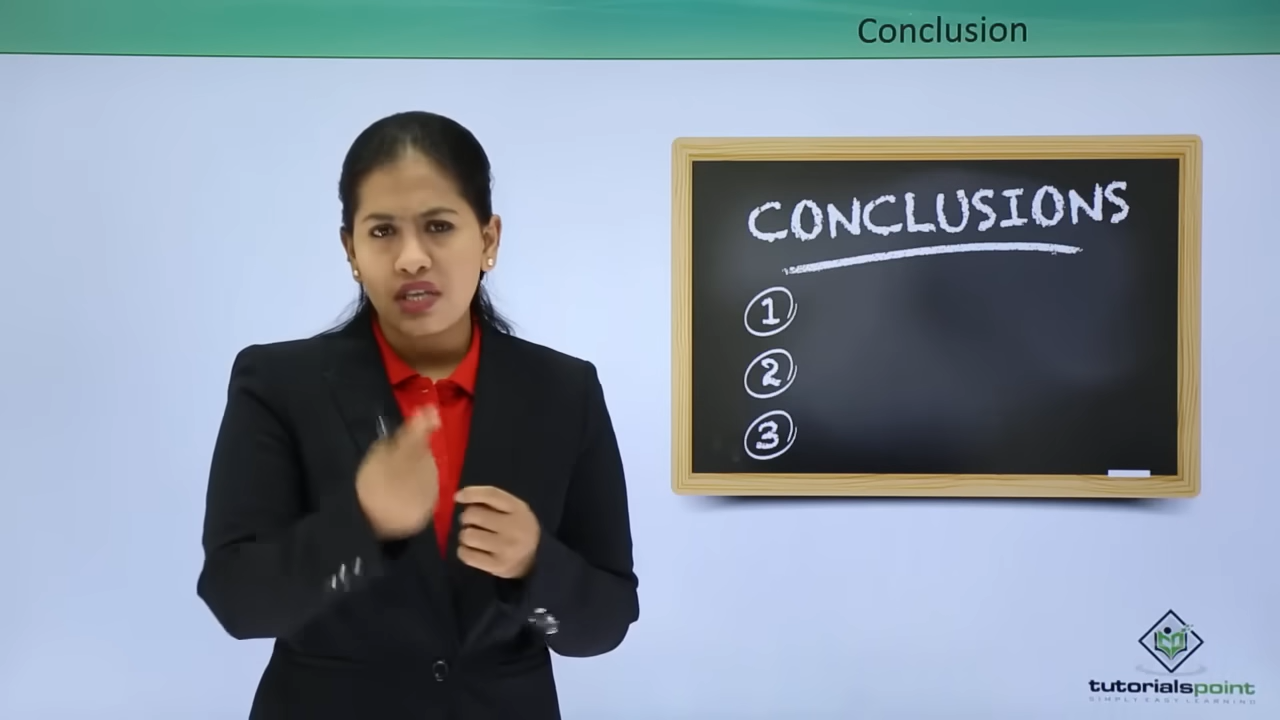 Conclusion
CONCLUSIONS
1
2
3
tutorialspoint
SIMPLY EASY LEARNING